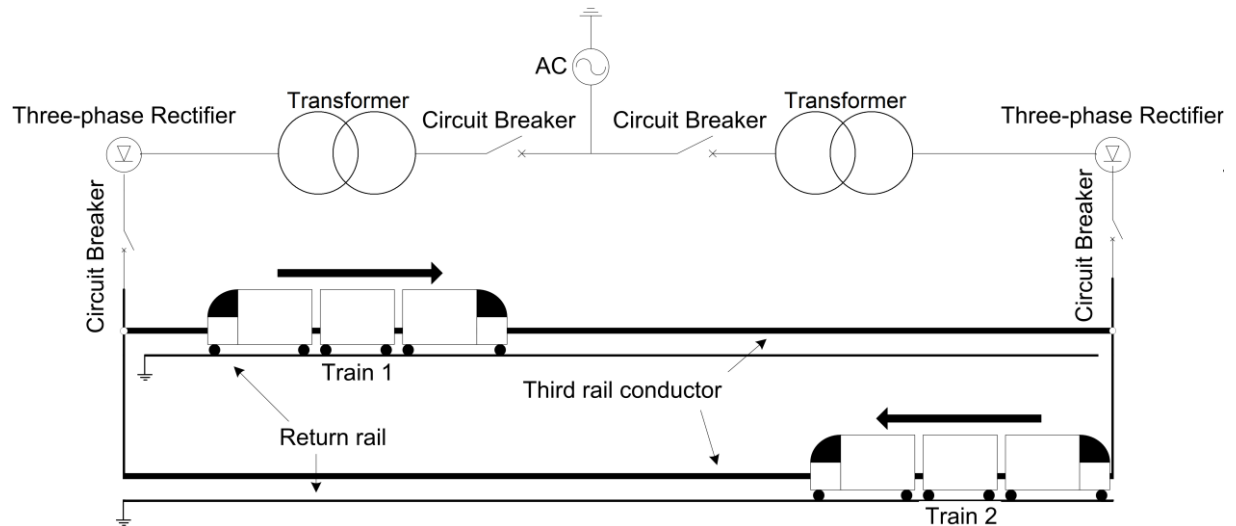 AC
Transformer
Transformer
Circuit Breaker
Circuit Breaker
Three-phase Rectifier
Three-phase Rectifier
Circuit Breaker
Circuit Breaker
Train 1
Third rail conductor
Return rail
Train 2